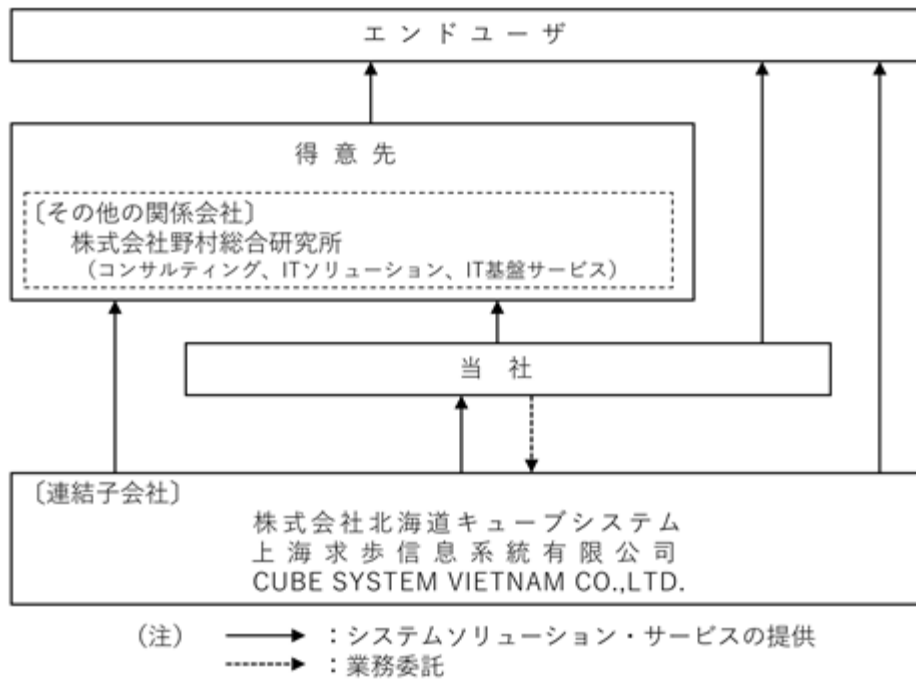 エンドユーザ
得意先
〔その他の関係会社〕
株式会社野村総合研究所
（コンサルティング、ITソリューション、IT基盤サービス）
当社
〔連結子会社〕
株式会社北海道キューブシステム
上海求歩信息系統有限公司
CUBE SYSTEM VIETNAM CO.,LTD.
（注） ：システムソリューション・サービスの提供
：業務委託